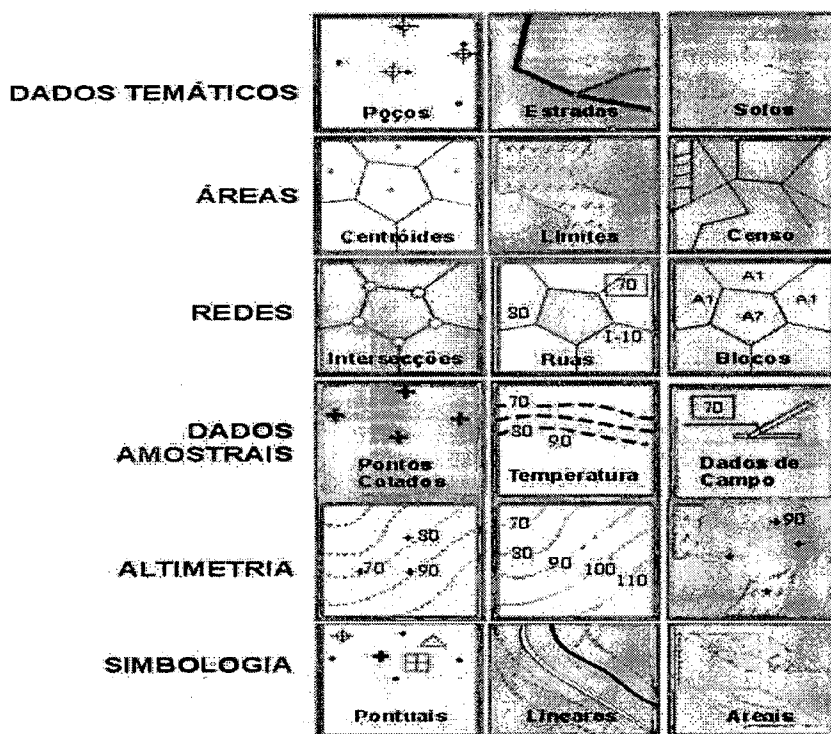 DADOS TEMÁTICOS
Poços
Estradas
Solos
ÁREAS
Centróides
Limites
Censo
REDES
Intersecções
80
70
I-10
Ruas
A1
A1
A7
A1
Blocos
DADOS
AMOSTRAIS
Pontos
Cotados
70
80
90
Temperatura
70
Dados de
Campo
ALTIMETRIA
80
70
90
70
80
90
100
110
90
SIMBOLOGIA
Pontuais
Lineares
Areais